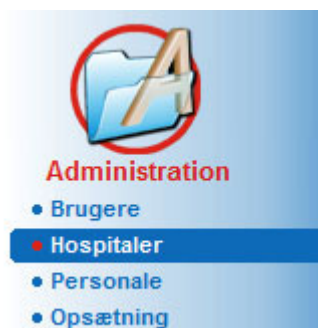 A
Administration
Brugere
Hospitaler
Personale
Opsætning